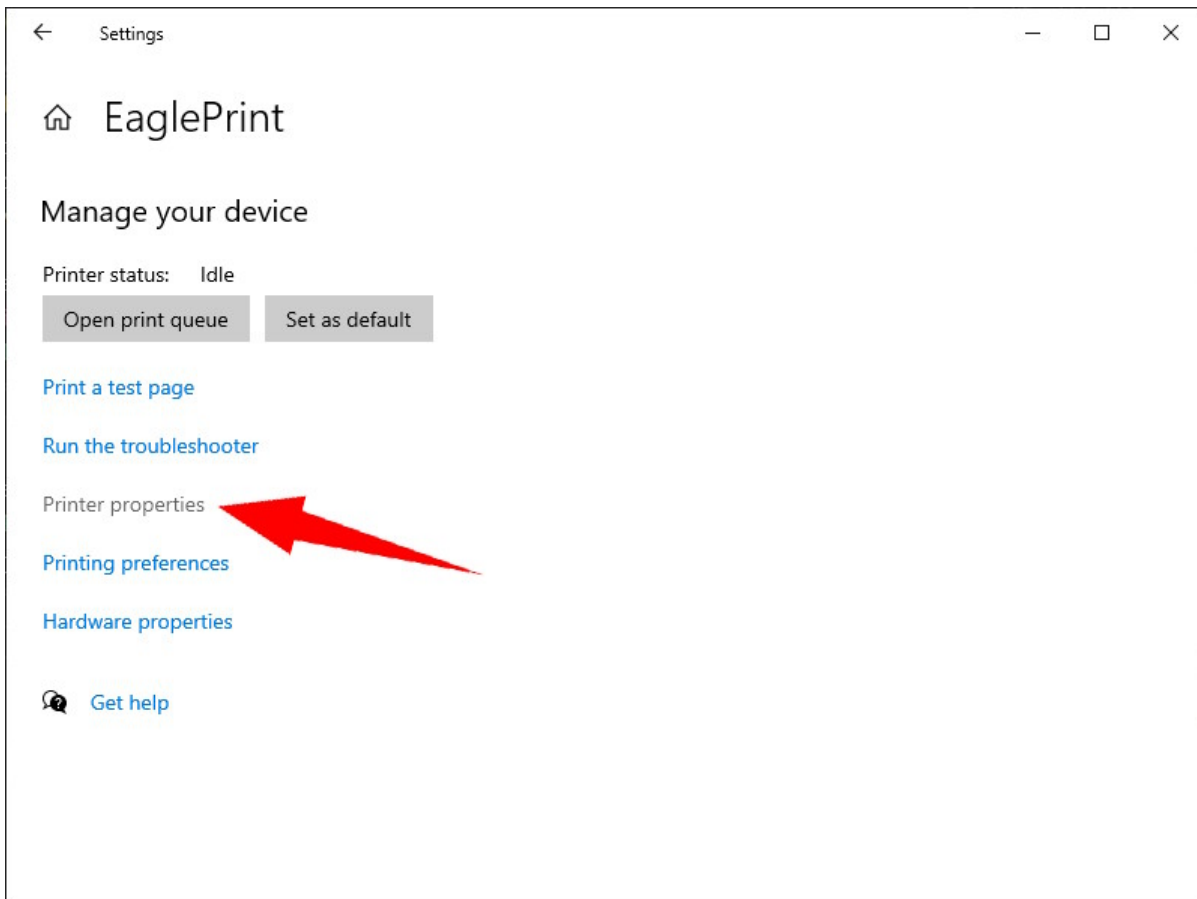 Settings
EaglePrint
Manage your device
Printer status: Idle
Open print queue Set as default
Print a test page
Run the troubleshooter
Printer properties
Printing preferences
Hardware properties
Get help